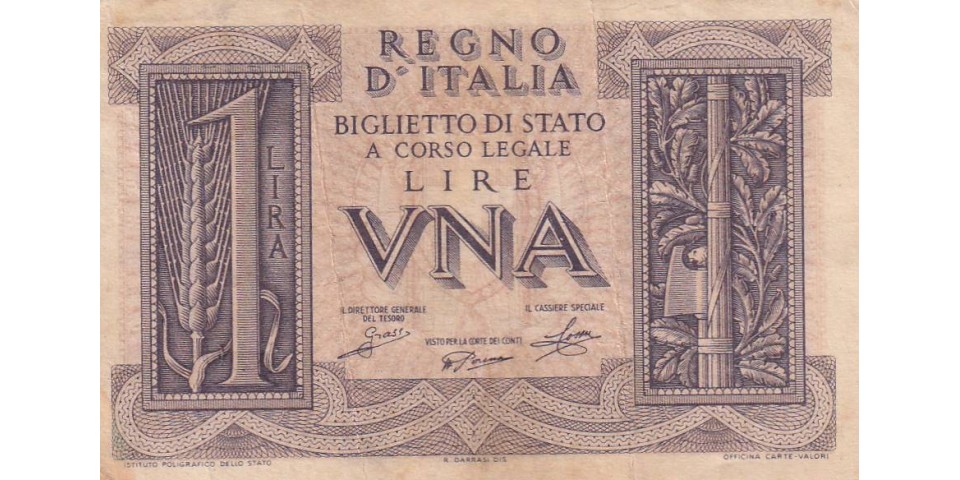 REGNO
D'ITALIA
BIGLIETTO DI STATO
A CORSO LEGALE
LIRE
VNA
1
LIRA
IL DIRETTORE GENERALE
DEL TESORO
IL CASSIERE SPECIALE
Grassi
VISTO PER LA CORTE DEI CONTI
ISTITUTO POLIGRAFICO DELLO STATO
OFFICINA CARTE-VALORI